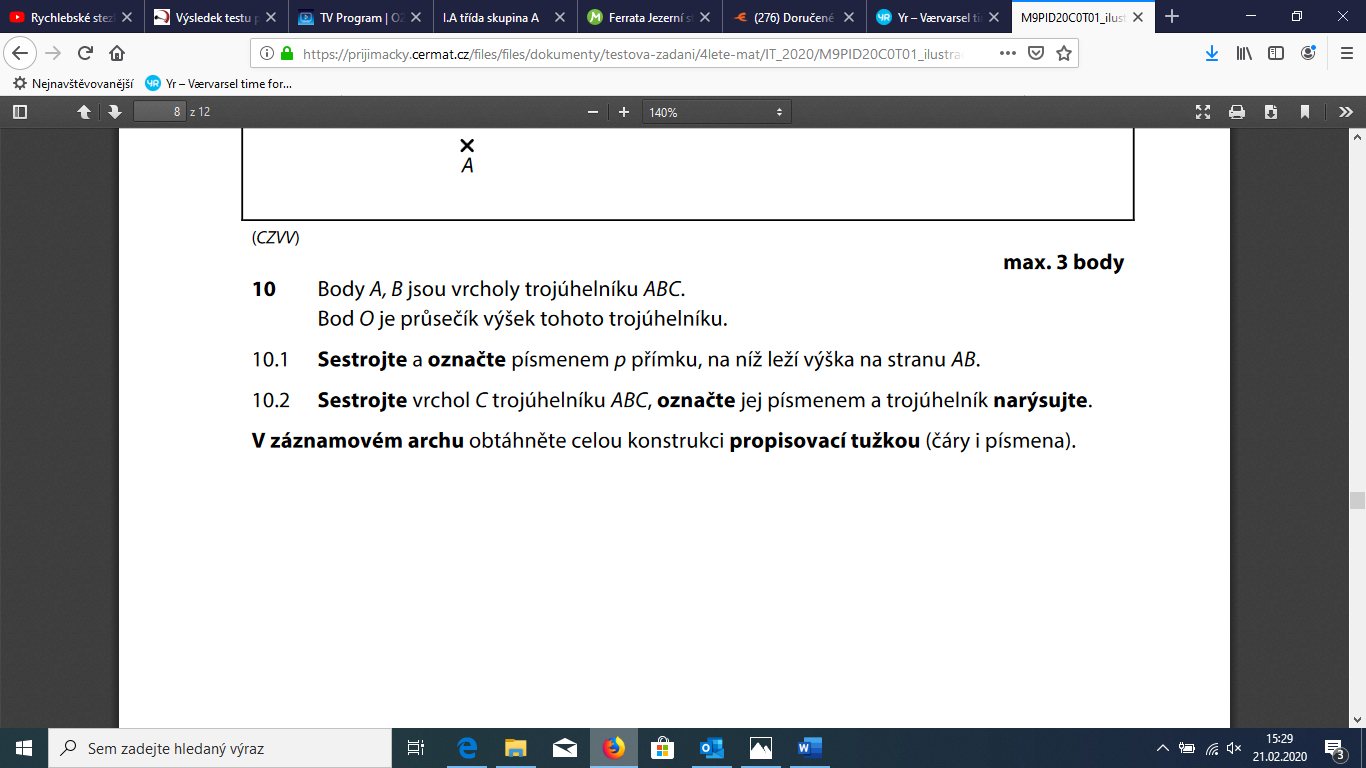 Rychlebské stez
Výsledek testu p
TV Program | O2
I.A třída skupina A
Ferrata Jezerní st
(276) Doručené
Yr – Værvarsel tim
M9PID20C0T01_ilust
https://prijimacky.cermat.cz/files/files/dokumenty/testova-zadani/4lete-mat/IT_2020/M9PID20C0T01_ilustra
Nejnavštěvovanější
Yr – Værvarsel time for...
8 z 12
140%
A
(CZVV)
max. 3 body
10 Body A, B jsou vrcholy trojúhelníku ABC.
Bod O je průsečík výšek tohoto trojúhelníku.
10.1 Sestrojte a označte písmenem p přímku, na níž leží výška na stranu AB.
10.2 Sestrojte vrchol C trojúhelníku ABC, označte jej písmenem a trojúhelník narýsujte.
V záznamovém archu obtáhněte celou konstrukci propisovací tužkou (čáry i písmena).
Sem zadejte hledaný výraz
15:29
21.02.2020
3